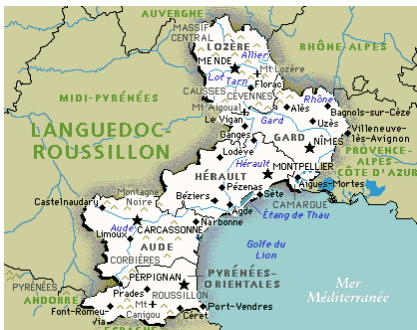 AUVERGNE
MASSIF
CENTRAL
LOZÈRE
Allier
RHÔNE-ALPES
MENDE
Mt Lozère
Lot
Tarn
Florac
MIDI-PYRÉNÉES
CAUSSES
CÉVENNES
Rhône
Mt Aigoual
Alès
Bagnols-sur-Cèze
Le Vigan
Gard
Uzès
Villeneuve-
lès-Avignon
LANGUEDOC-
ROUSSILLON
Ganges
GARD
NÎMES
Lodève
PROVENCE-
ALPES
CÔTE D'AZUR
Hérault
MONTPELLIER
HÉRAULT
Aigues-Mortes
Montagne
Noire
Pézenas
Castelnaudary
Béziers
Sète
CAMARGUE
Agde
Étang de Thau
Aude
Narbonne
Limoux
CARCASSONNE
AUDE
Golfe du
Lion
CORBIÈRES
PERPIGNAN
PYRÉNÉES-
ORIENTALES
Mer
Méditerranée
PYRÉNÉES
Prades
ROUSSILLON
ANDORRE
Mt
Canigou
Font-Romeu-
Via
Céret
Port-Vendres
ESPAGNE